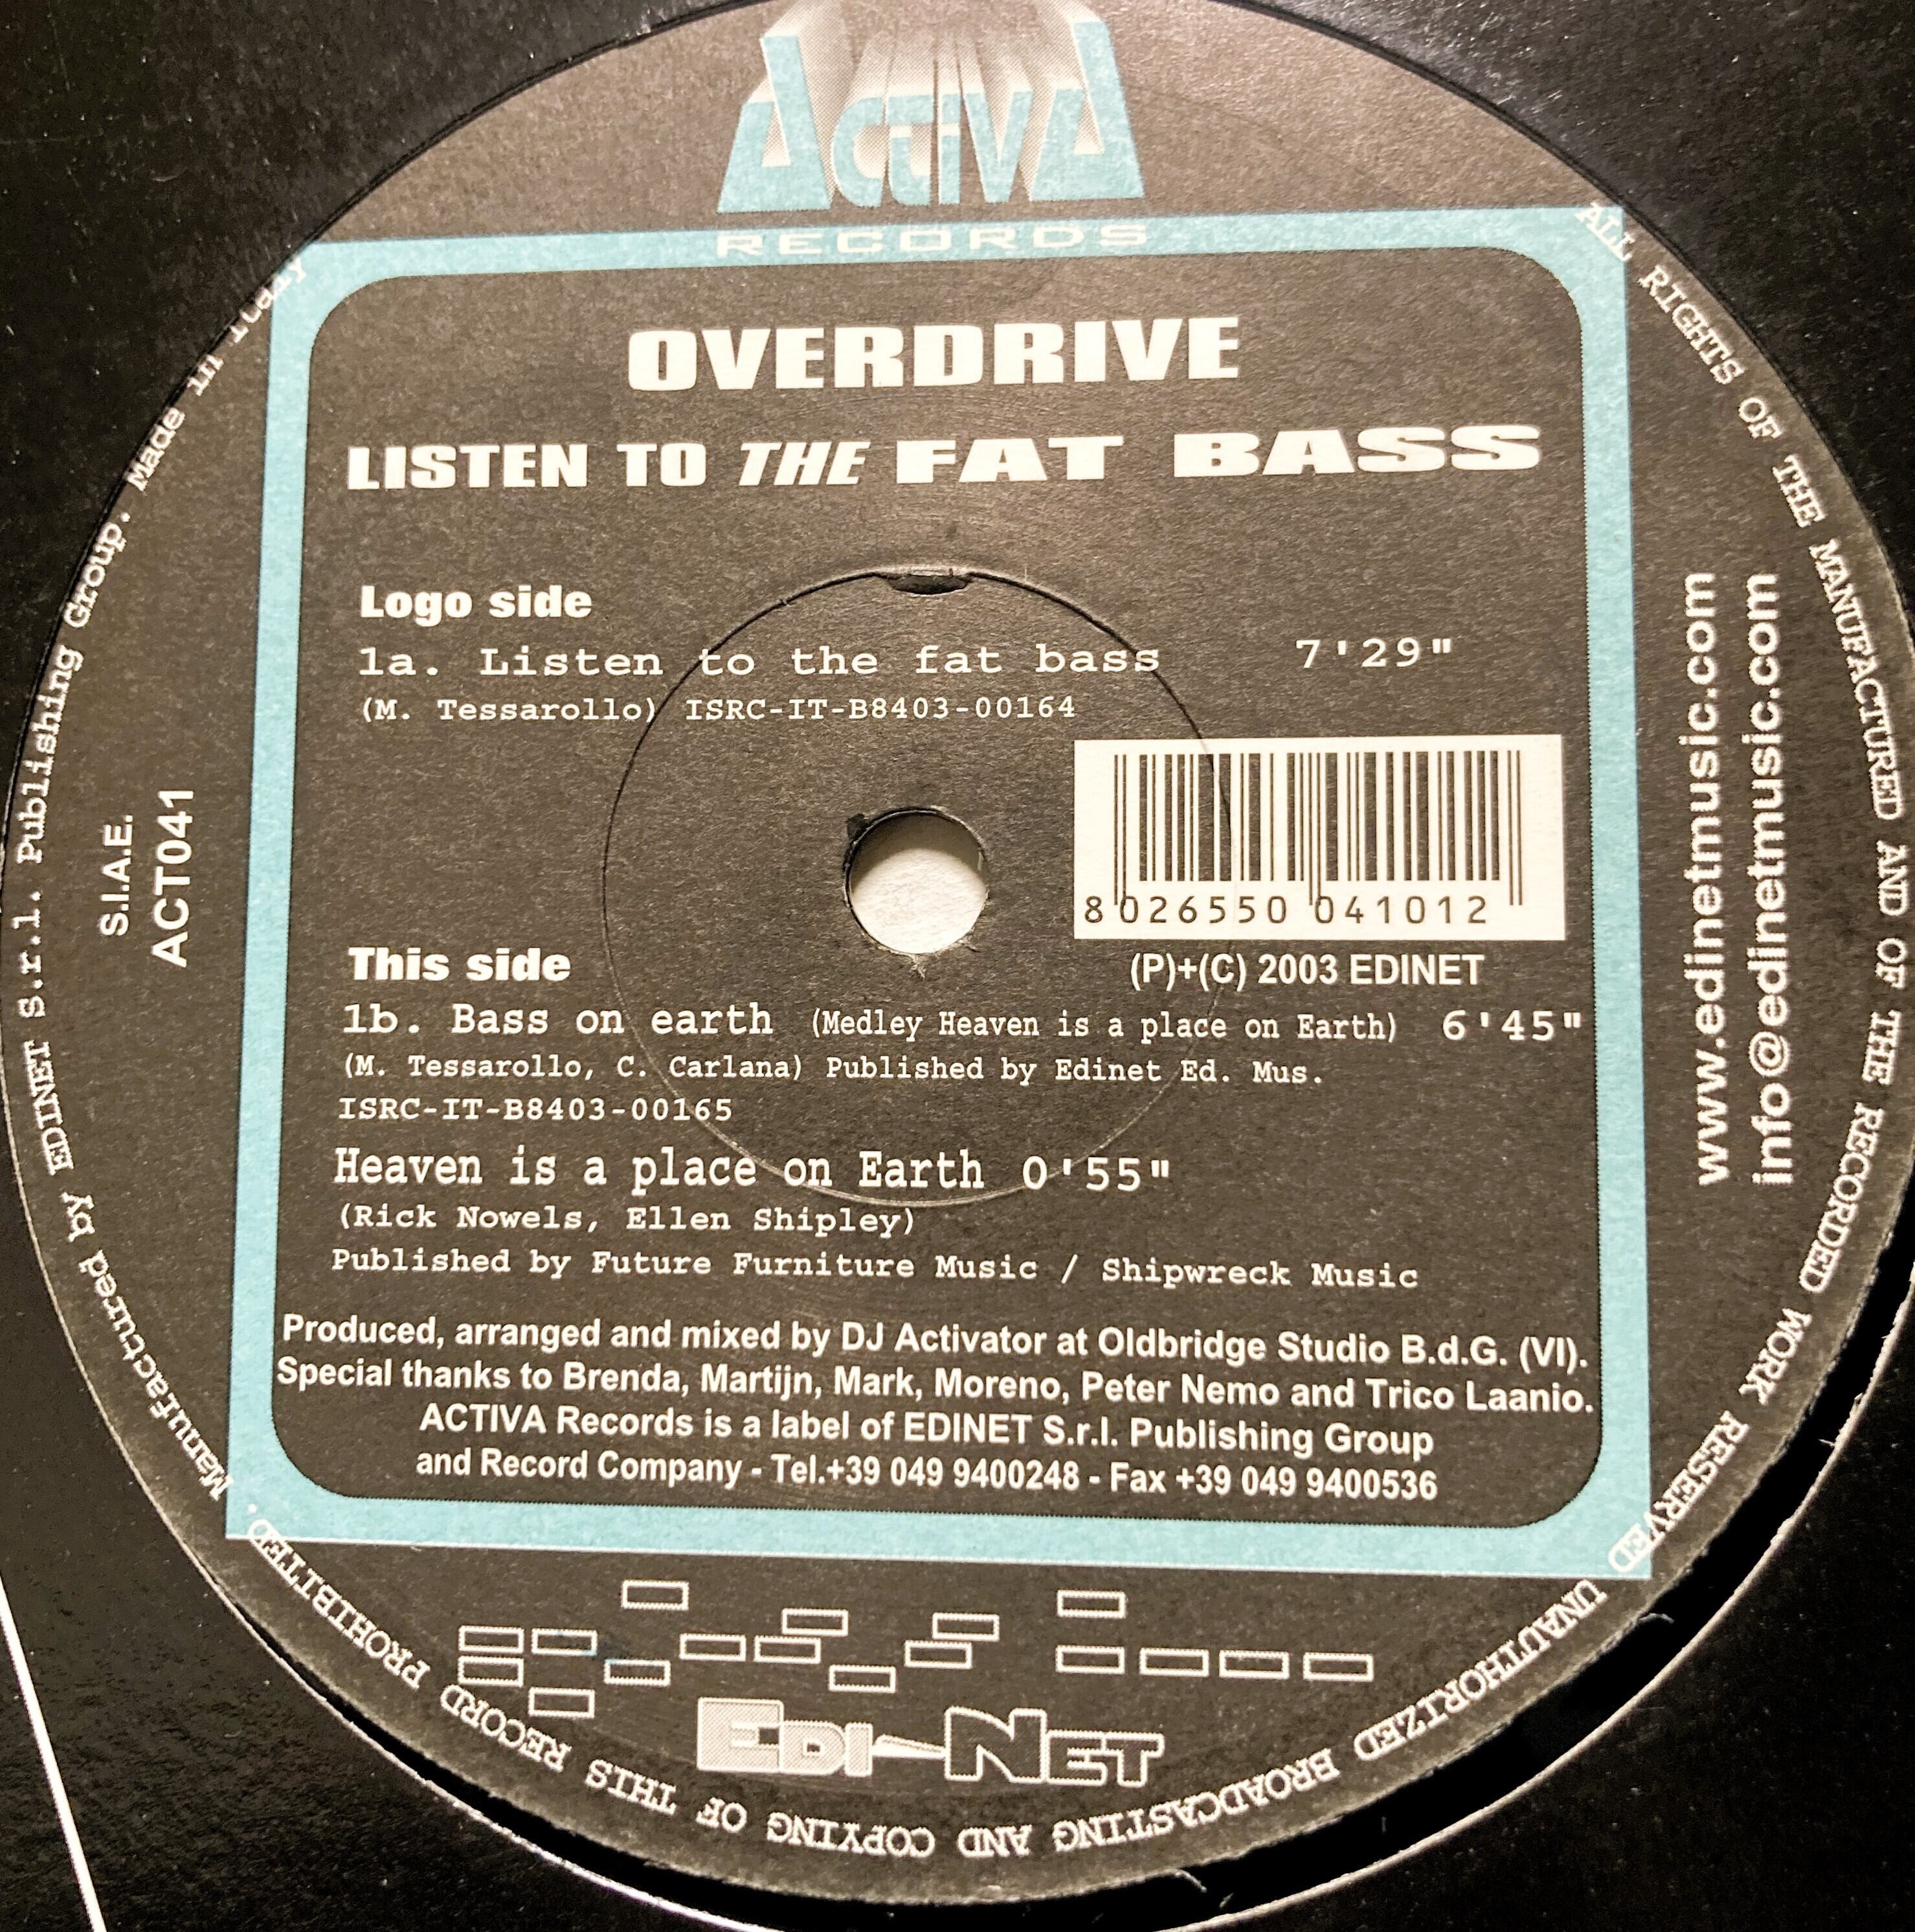 ACTIVA
RECORDS
OVERDRIVE
LISTEN TO THE FAT BASS
Logo side
1a. Listen to the fat bass 7'29"
(M. Tessarollo) ISRC-IT-B8403-00164
8 026550 041012
(P)+(C) 2003 EDINET
This side
1b. Bass on earth (Medley Heaven is a place on Earth) 6'45"
(M. Tessarollo, C. Carlana) Published by Edinet Ed. Mus.
ISRC-IT-B8403-00165
Heaven is a place on Earth 0'55"
(Rick Nowels, Ellen Shipley)
Published by Future Furniture Music / Shipwreck Music
Produced, arranged and mixed by DJ Activator at Oldbridge Studio B.d.G. (VI).
Special thanks to Brenda, Martijn, Mark, Moreno, Peter Nemo and Trico Laanio.
ACTIVA Records is a label of EDINET S.r.l. Publishing Group
and Record Company - Tel.+39 049 9400248 - Fax +39 049 9400536
EDI-NET
S.I.A.E.
ACT041
www.edinetmusic.com
info@edinetmusic.com
Manufactured by EDINET S.r.l. Publishing Group. Made in Italy
ALL RIGHTS OF THE MANUFACTURED AND OF THE RECORDED WORK RESERVED UNAUTHORIZED BROADCASTING AND COPYING OF THIS RECORD PROHIBITED.